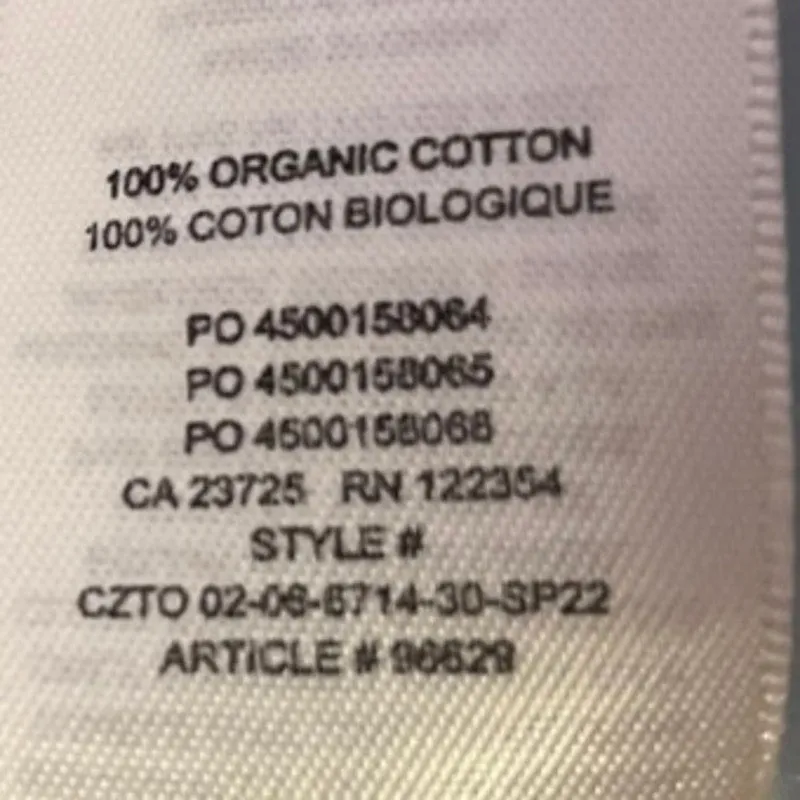 100% ORGANIC COTTON
100% COTON BIOLOGIQUE
PO 4500158064
PO 4500158065
PO 4500158068
CA 23725 RN 122354
STYLE #
CZTO 02-06-6714-30-SP22
ARTICLE # 96629